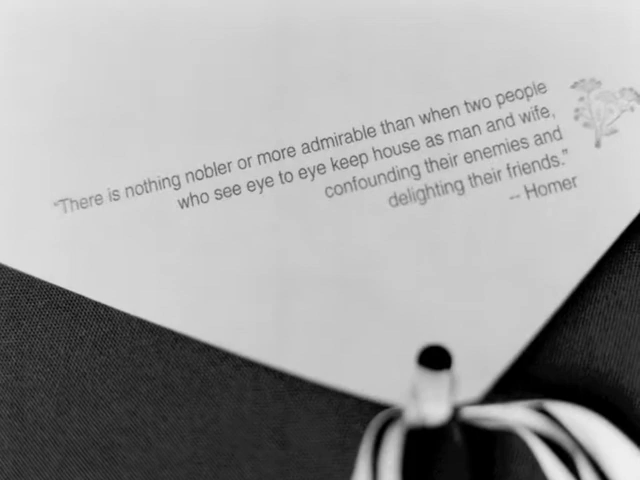 "There is nothing nobler or more admirable than when two people
who see eye to eye keep house as man and wife,
confounding their enemies and
delighting their friends."
-- Homer